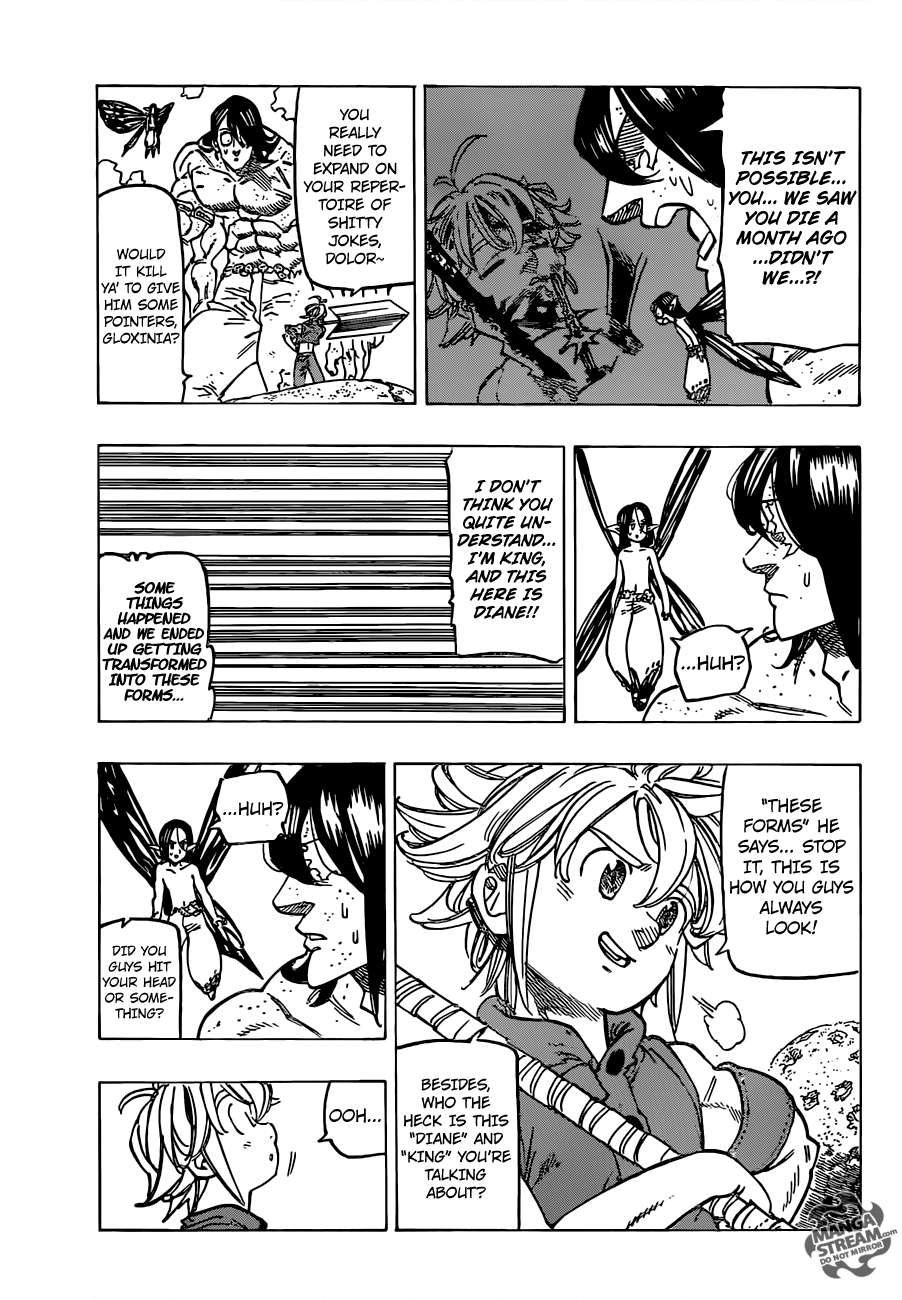 THIS ISN'T
POSSIBLE...
YOU... WE SAW
YOU DIE A
MONTH AGO
...DIDN'T
WE...?!
YOU
REALLY
NEED TO
EXPAND ON
YOUR REPER-
TOIRE OF
SHITTY
JOKES,
DOLOR~
WOULD
IT KILL
YA' TO GIVE
HIM SOME
POINTERS,
GLOXINIA?
...HUH?
I DON'T
THINK YOU
QUITE UN-
DERSTAND...
I'M KING,
AND THIS
HERE IS
DIANE!!
SOME
THINGS
HAPPENED
AND WE ENDED
UP GETTING
TRANSFORMED
INTO THESE
FORMS...
"THESE
FORMS" HE
SAYS... STOP
IT, THIS IS
HOW YOU GUYS
ALWAYS
LOOK!
BESIDES,
WHO THE
HECK IS THIS
"DIANE" AND
"KING" YOU'RE
TALKING
ABOUT?
...HUH?
DID YOU
GUYS HIT
YOUR HEAD
OR SOME-
THING?
OOH...
MANGA
STREAM.com
DO NOT MIRROR